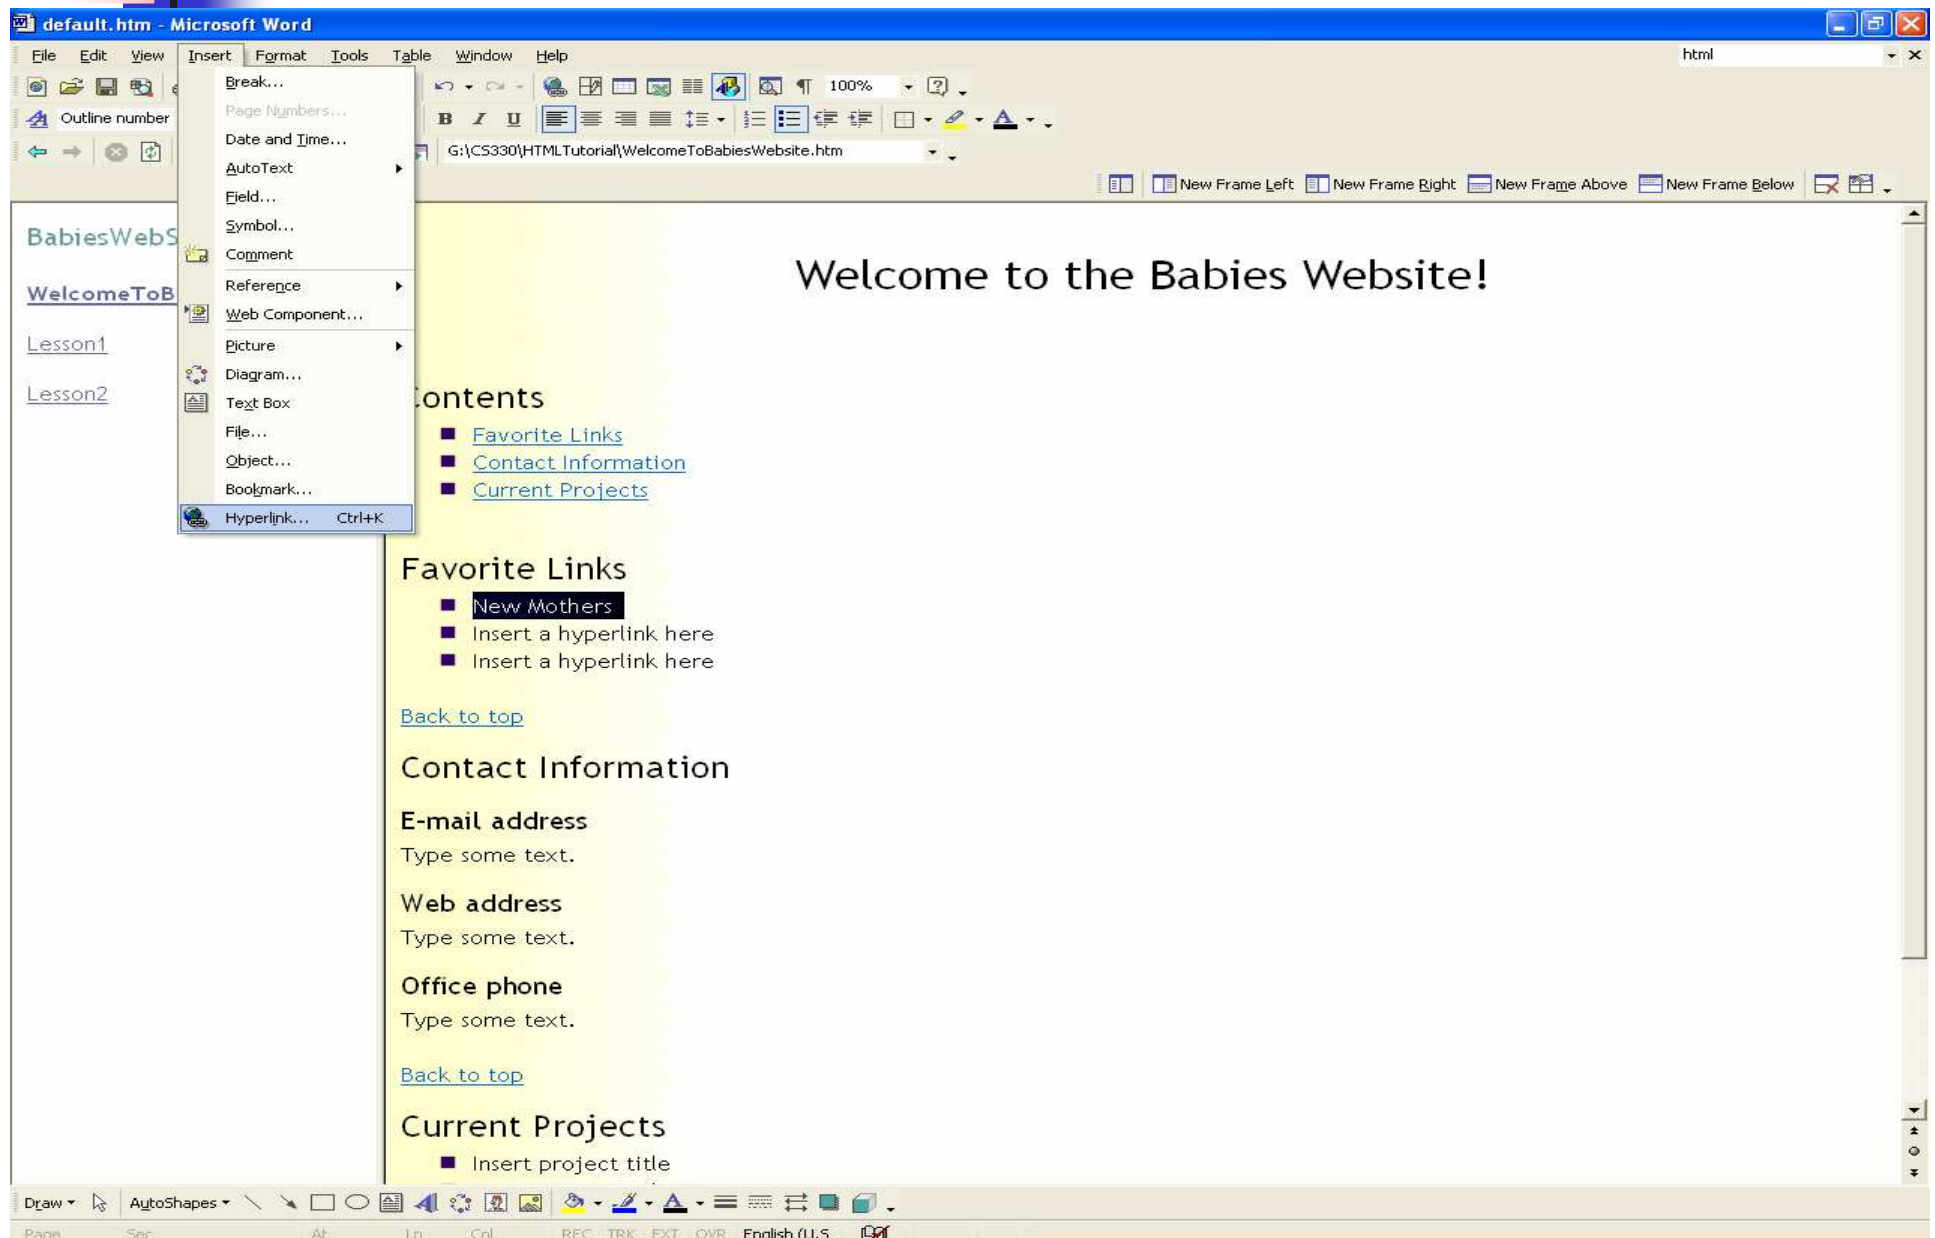 default.htm - Microsoft Word
File Edit View Insert Format Tools Table Window Help html
100%
Outline number
G:\CS330\HTMLTutorial\WelcomeToBabiesWebsite.htm
New Frame Left New Frame Right New Frame Above New Frame Below
Break...
Page Numbers...
Date and Time...
AutoText
Field...
Symbol...
Comment
Reference
Web Component...
Picture
Diagram...
Text Box
File...
Object...
Bookmark...
Hyperlink... Ctrl+K
BabiesWebS
WelcomeToB
Lesson1
Lesson2
Welcome to the Babies Website!
Contents
Favorite Links
Contact Information
Current Projects
Favorite Links
New Mothers
Insert a hyperlink here
Insert a hyperlink here
Back to top
Contact Information
E-mail address
Type some text.
Web address
Type some text.
Office phone
Type some text.
Back to top
Current Projects
Insert project title
Draw AutoShapes
Page Sec At Ln Col REC TRK EXT OVR English (U.S